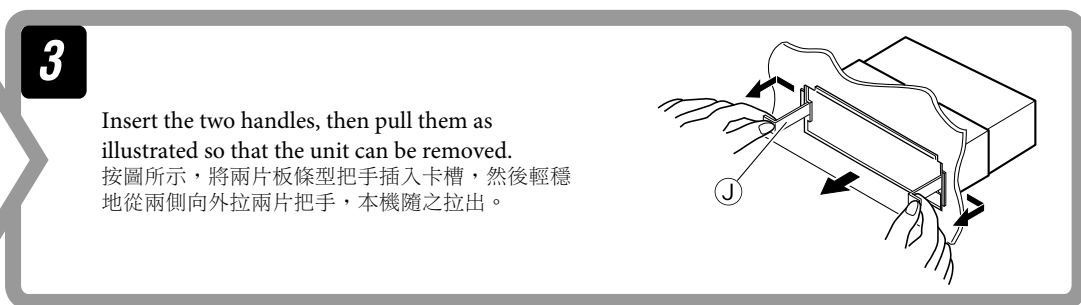 3
Insert the two handles, then pull them as
illustrated so that the unit can be removed.
按圖所示，將兩片板條型把手插入卡槽，然後輕穩
地從兩側向外拉兩片把手，本機隨之拉出。
J